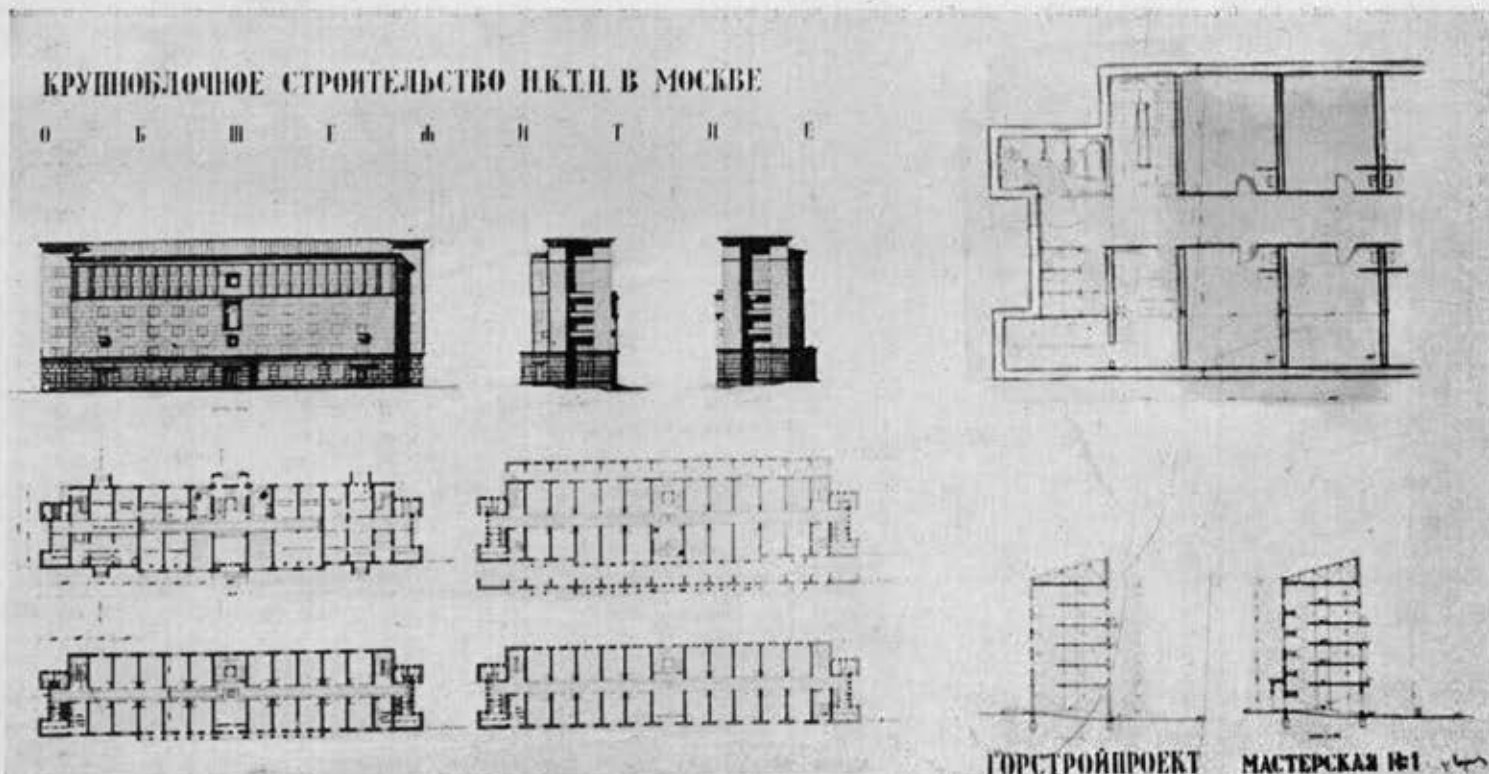 КРУПНОБЛОЧНОЕ СТРОИТЕЛЬСТВО Н.К.Т.П. В МОСКВЕ
О Б Щ Е Ж И Т И Е
ГОРСТРОЙПРОЕКТ МАСТЕРСКАЯ №1